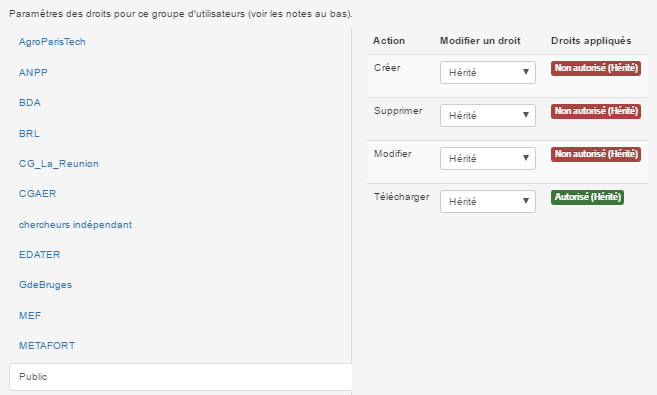 Paramètres des droits pour ce groupe d'utilisateurs (voir les notes au bas).
AgroParisTech
ANPP
BDA
BRL
CG_La_Reunion
CGAER
chercheurs indépendant
EDATER
GdeBruges
MEF
METAFORT
Public
Action Modifier un droit Droits appliqués
Créer Hérité Non autorisé (Hérité)
Supprimer Hérité Non autorisé (Hérité)
Modifier Hérité Non autorisé (Hérité)
Télécharger Hérité Autorisé (Hérité)